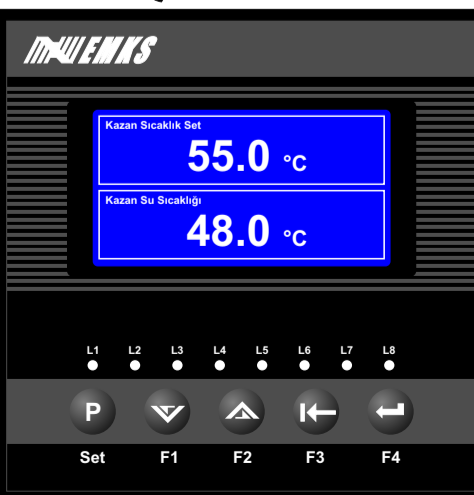 EMKS
Kazan Sıcaklık Set
55.0 °C
Kazan Su Sıcaklığı
48.0 °C
L1 L2 L3 L4 L5 L6 L7 L8
P
Set F1 F2 F3 F4